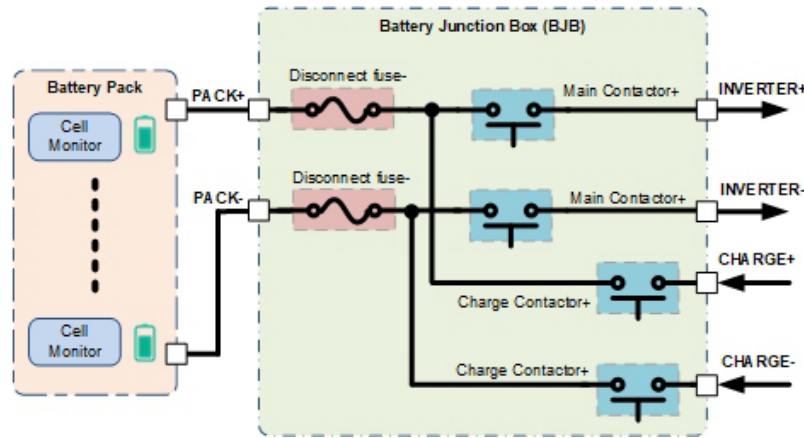 Battery Junction Box (BJB)
Battery Pack
Cell
Monitor
Cell
Monitor
PACK+
PACK-
Disconnect fuse-
Main Contactor+
INVERTER+
Disconnect fuse-
Main Contactor+
INVERTER-
CHARGE+
Charge Contactor+
Charge Contactor+
CHARGE-